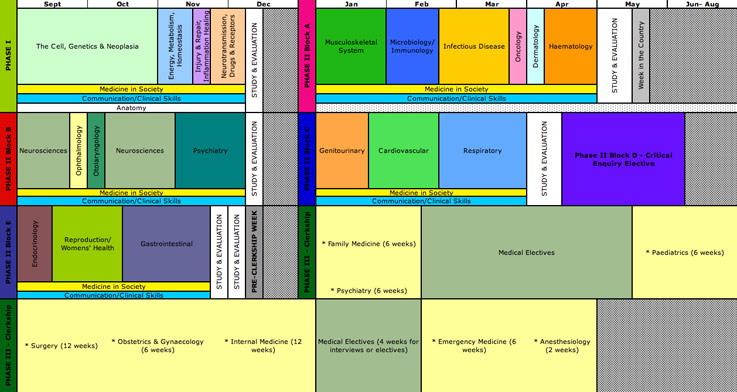 Sept Oct Nov Dec Jan Feb Mar Apr May Jun- Aug
PHASE I
The Cell, Genetics & Neoplasia
Energy, Metabolism,
Homeostasis
Injury & Repair,
Inflammation Healing
Neurotransmission,
Drugs & Receptors
STUDY & EVALUATION
Medicine in Society
Communication/Clinical Skills
Anatomy
PHASE II Block A
Musculoskeletal
System
Microbiology/
Immunology
Infectious Disease
Oncology
Dermatology
Haematology
STUDY & EVALUATION
Week in the Country
Medicine in Society
Communication/Clinical Skills
PHASE II Block B
Neurosciences
Ophthalmology
Otolaryngology
Neurosciences
Psychiatry
STUDY & EVALUATION
Medicine in Society
Communication/Clinical Skills
PHASE II Block C
Genitourinary
Cardiovascular
Respiratory
STUDY & EVALUATION
Phase II Block D - Critical
Enquiry Elective
Medicine in Society
Communication/Clinical Skills
PHASE II Block E
Endocrinology
Reproduction/
Womens' Health
Gastrointestinal
STUDY & EVALUATION
STUDY & EVALUATION
PRE-CLERKSHIP WEEK
Medicine in Society
Communication/Clinical Skills
PHASE III - Clerkship
* Family Medicine (6 weeks)
* Psychiatry (6 weeks)
Medical Electives
* Paediatrics (6 weeks)
PHASE III - Clerkship
* Surgery (12 weeks)
* Obstetrics & Gynaecology
(6 weeks)
* Internal Medicine (12
weeks)
Medical Electives (4 weeks for
interviews or electives)
* Emergency Medicine (6
weeks)
* Anesthesiology
(2 weeks)